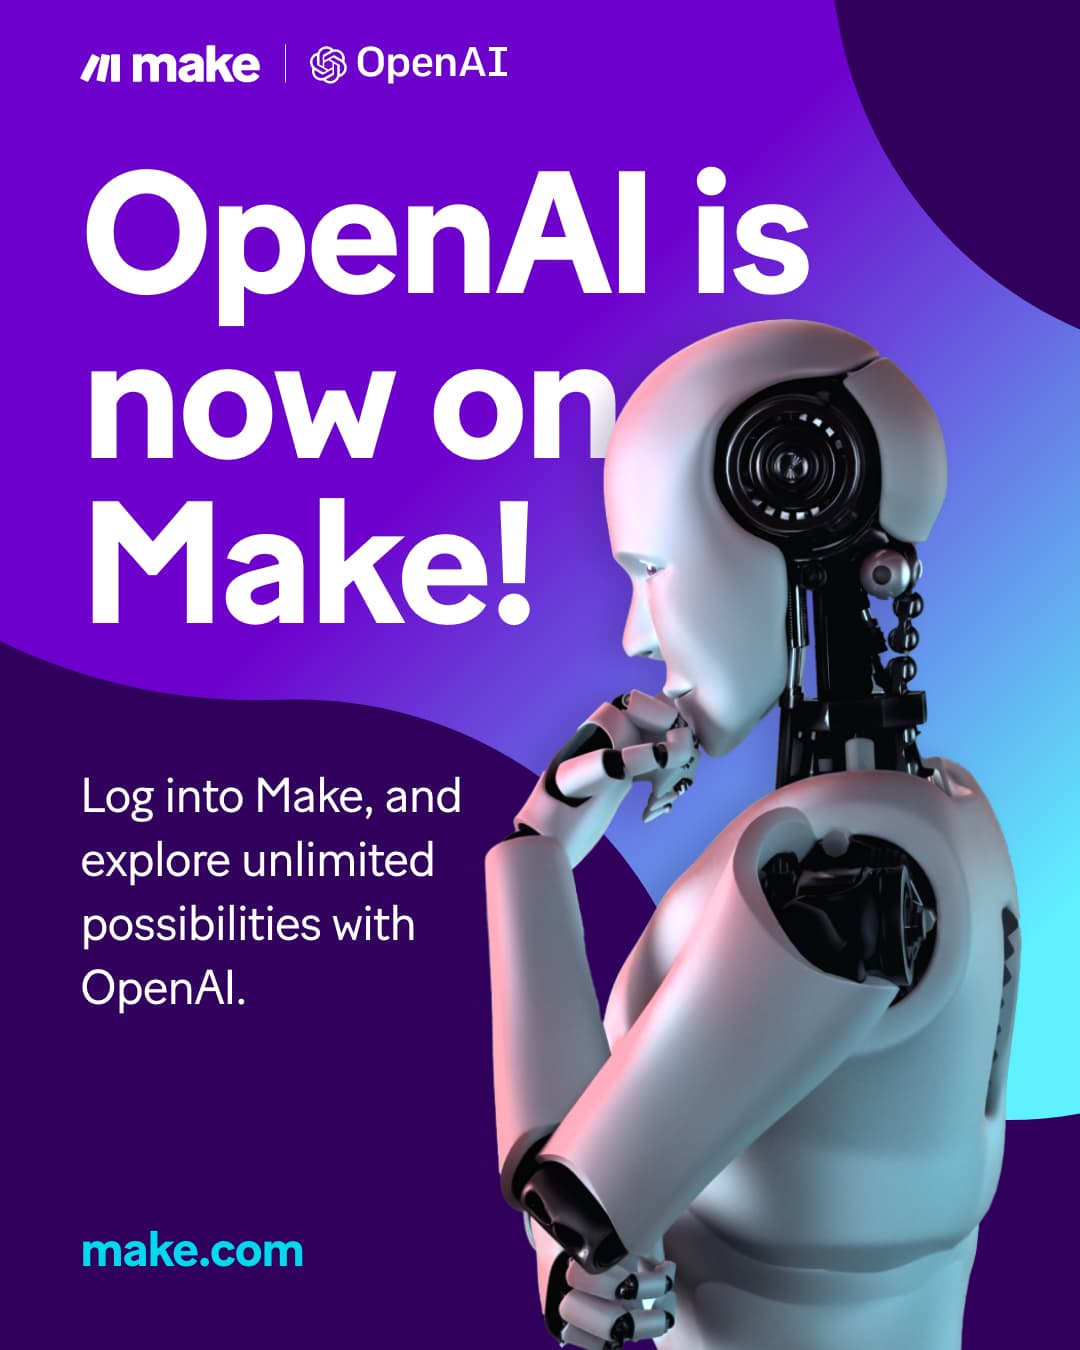 make | OpenAI
OpenAI is
now on
Make!
Log into Make, and
explore unlimited
possibilities with
OpenAI.
make.com